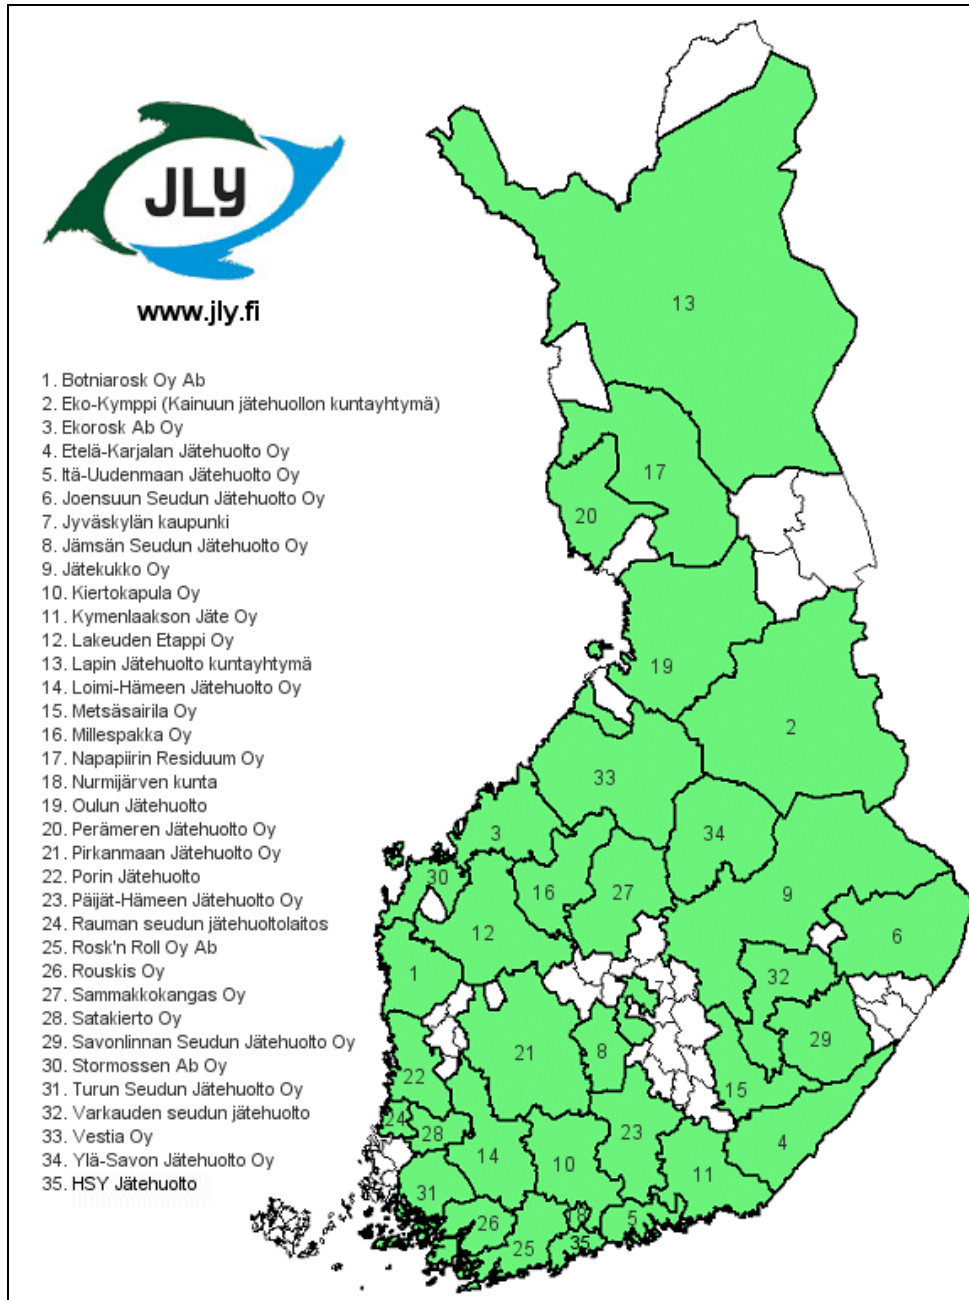 JLY
www.jly.fi
1. Botniarosk Oy Ab
2. Eko-Kymppi (Kainuun jätehuollon kuntayhtymä)
3. Ekorosk Ab Oy
4. Etelä-Karjalan Jätehuolto Oy
5. Itä-Uudenmaan Jätehuolto Oy
6. Joensuun Seudun Jätehuolto Oy
7. Jyväskylän kaupunki
8. Jämsän Seudun Jätehuolto Oy
9. Jätekukko Oy
10. Kiertokapula Oy
11. Kymenlaakson Jäte Oy
12. Lakeuden Etappi Oy
13. Lapin Jätehuolto kuntayhtymä
14. Loimi-Hämeen Jätehuolto Oy
15. Metsäsairila Oy
16. Millespakka Oy
17. Napapiirin Residuum Oy
18. Nurmijärven kunta
19. Oulun Jätehuolto
20. Perämeren Jätehuolto Oy
21. Pirkanmaan Jätehuolto Oy
22. Porin Jätehuolto
23. Päijät-Hämeen Jätehuolto Oy
24. Rauman seudun jätehuoltolaitos
25. Rosk'n Roll Oy Ab
26. Rouskis Oy
27. Sammakkokangas Oy
28. Satakierto Oy
29. Savonlinnan Seudun Jätehuolto Oy
30. Stormossen Ab Oy
31. Turun Seudun Jätehuolto Oy
32. Varkauden seudun jätehuolto
33. Vestia Oy
34. Ylä-Savon Jätehuolto Oy
35. HSY Jätehuolto
13
17
20
19
2
33
3
34
30
16
27
9
12
6
1
32
7
21
8
29
22
15
24
28
23
4
14
10
11
31
26
18
5
25
35